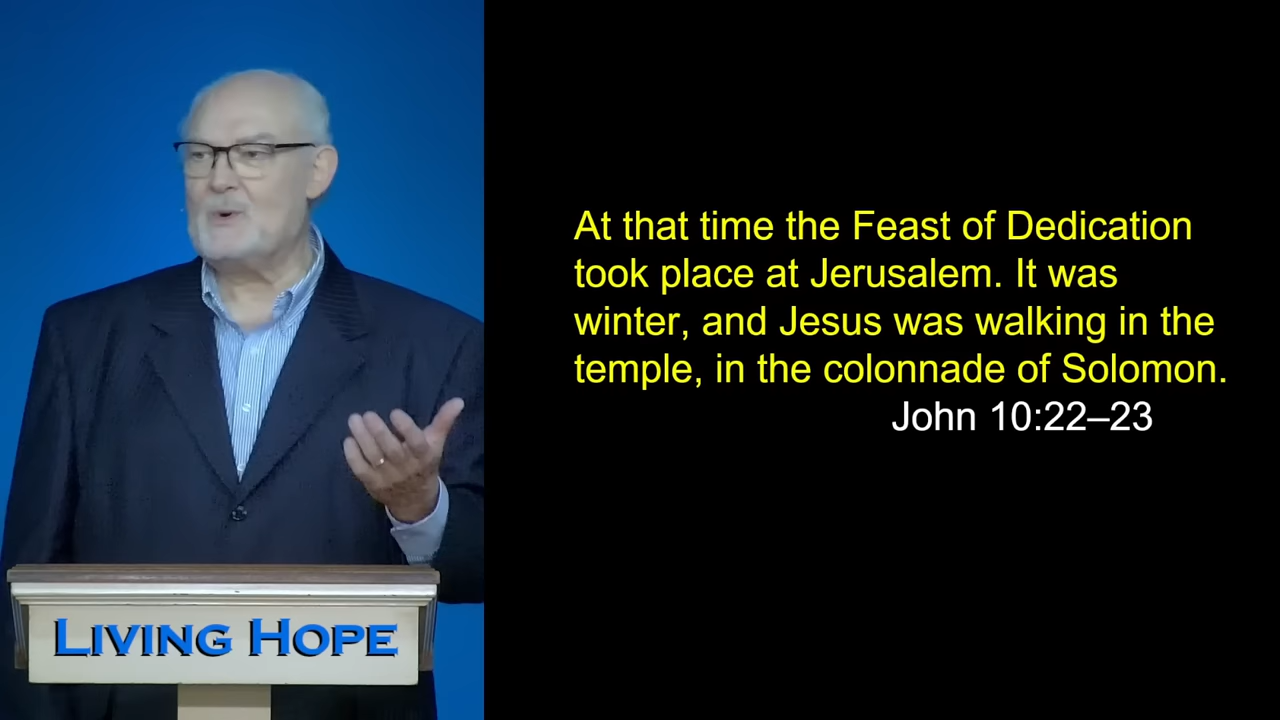 At that time the Feast of Dedication
took place at Jerusalem. It was
winter, and Jesus was walking in the
temple, in the colonnade of Solomon.
John 10:22–23
LIVING HOPE